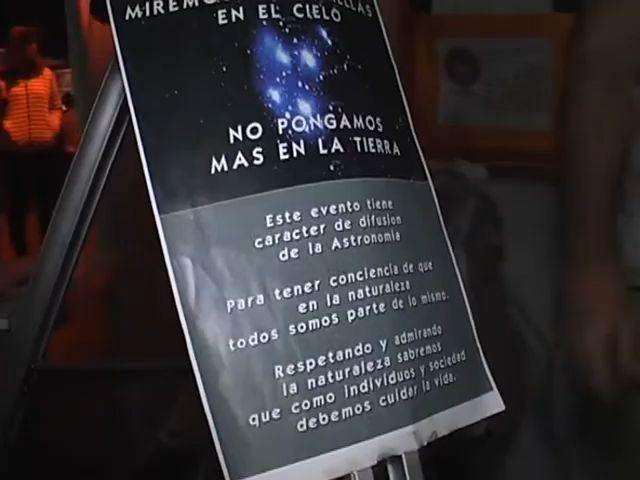 EN EL CIELO
NO PONGAMOS
MAS EN LA TIERRA
Este evento tiene
caracter de difusion
de la Astronomia
Para tener conciencia de que
en la naturaleza
todos somos parte de lo mismo.
Respetando y admirando
la naturaleza sabremos
que como individuos y sociedad
debemos cuidar la vida.